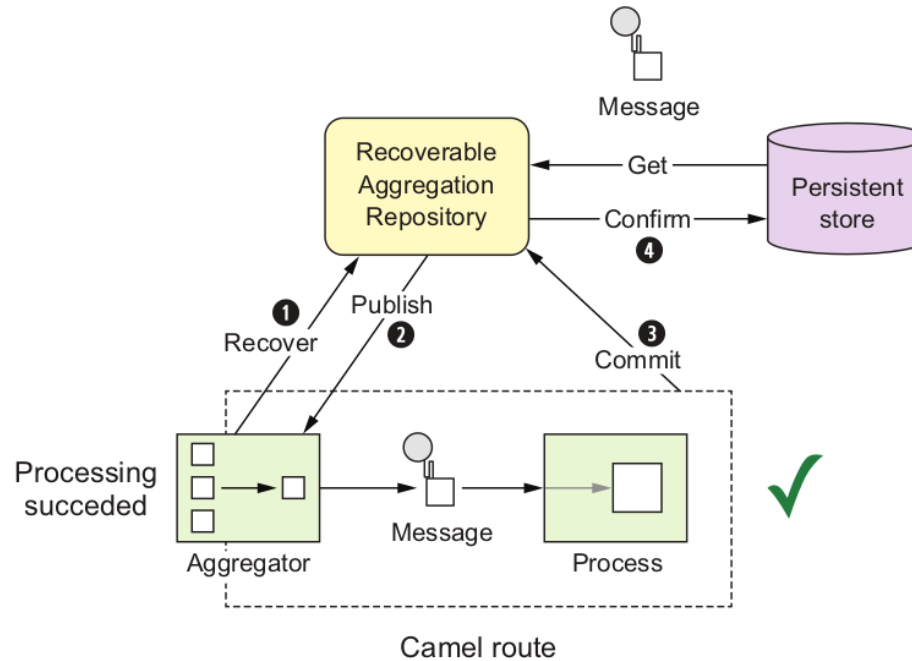 Message
Recoverable
Aggregation
Repository
Get
Confirm
4
Persistent
store
1
Recover
Publish
2
3
Commit
Processing
succeded
Message
Aggregator
Process
Camel route